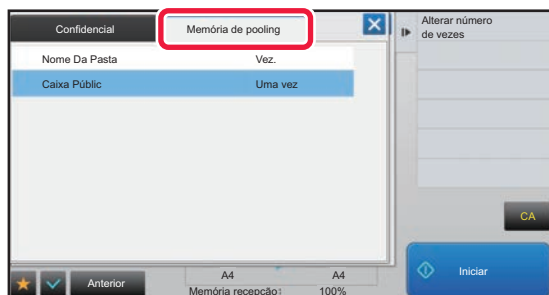 Confidencial
Memória de pooling
Alterar número
de vezes
Nome Da Pasta Vez.
Caixa Públic Uma vez
CA
Anterior
A4 A4
Memória recepção: 100%
Iniciar